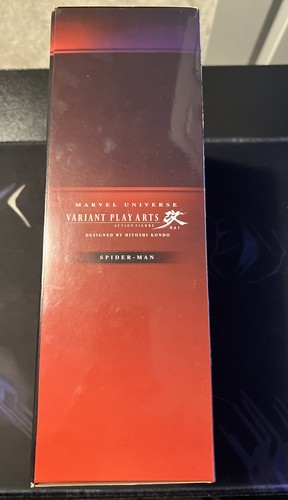 MARVEL UNIVERSE
VARIANT PLAY ARTS 改
ACTION FIGURE KAI
DESIGNED BY HITOSHI KONDO
SPIDER-MAN